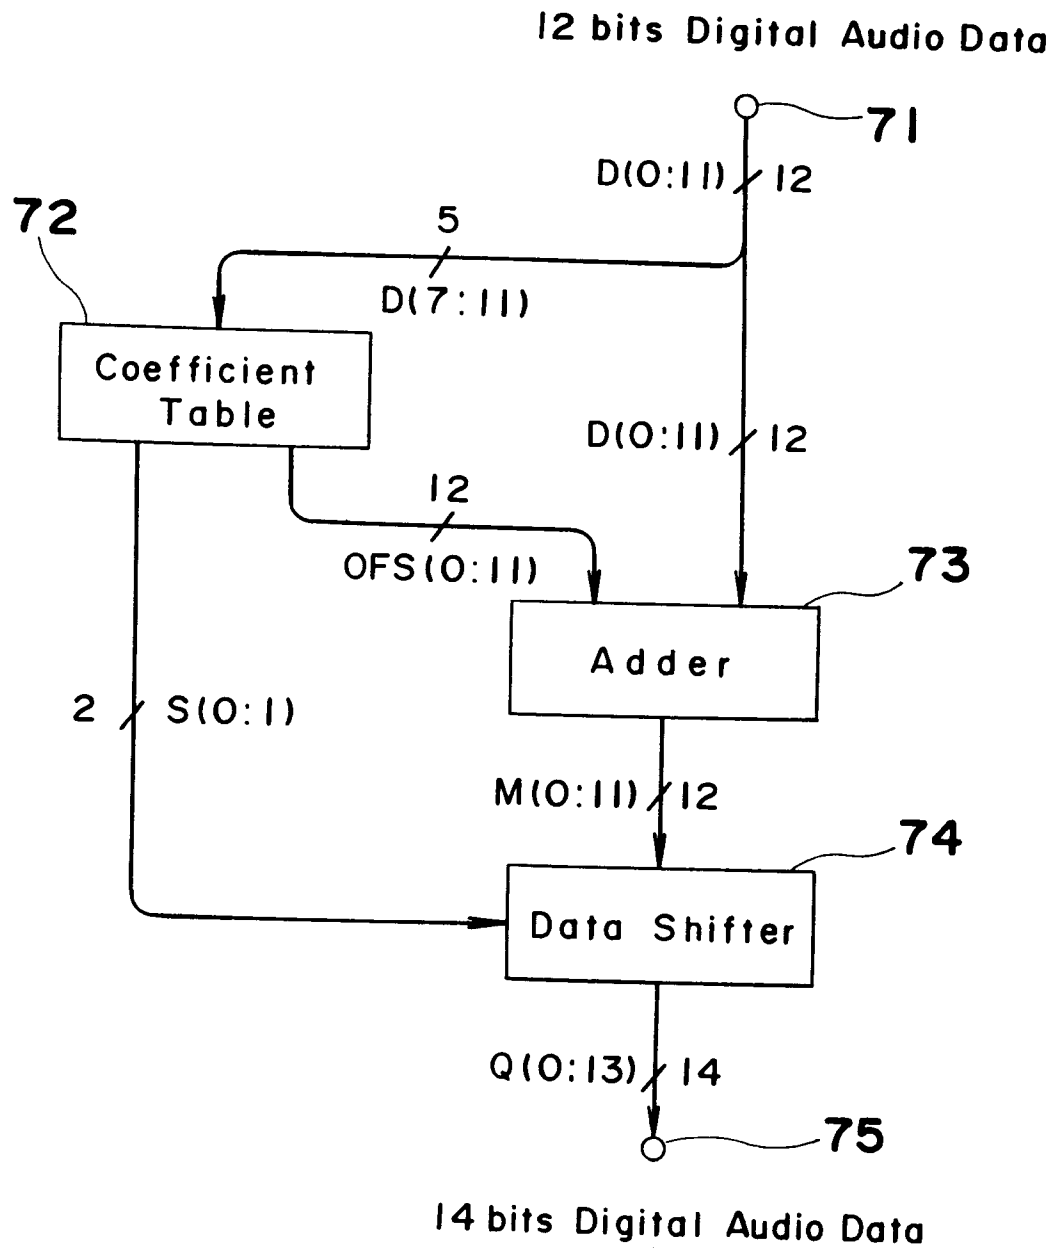 12 bits Digital Audio Data
71
D(0:11) 12
72
5
D(7:11)
Coefficient
Table
D(0:11) 12
12
OFS(0:11)
73
Adder
2 S(0:1)
M(0:11) 12
74
Data Shifter
Q(0:13) 14
75
14 bits Digital Audio Data